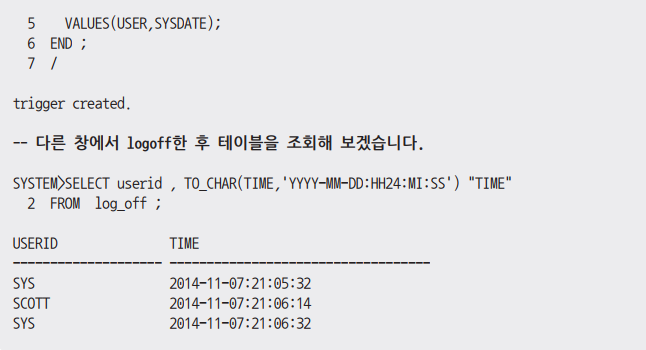 5 VALUES(USER,SYSDATE);
6 END ;
7 /
trigger created.
-- 다른 창에서 logoff한 후 테이블을 조회해 보겠습니다.
SYSTEM>SELECT userid , TO_CHAR(TIME,'YYYY-MM-DD:HH24:MI:SS') "TIME"
2 FROM log_off ;
USERID TIME
-------------------- -----------------------------------
SYS 2014-11-07:21:05:32
SCOTT 2014-11-07:21:06:14
SYS 2014-11-07:21:06:32